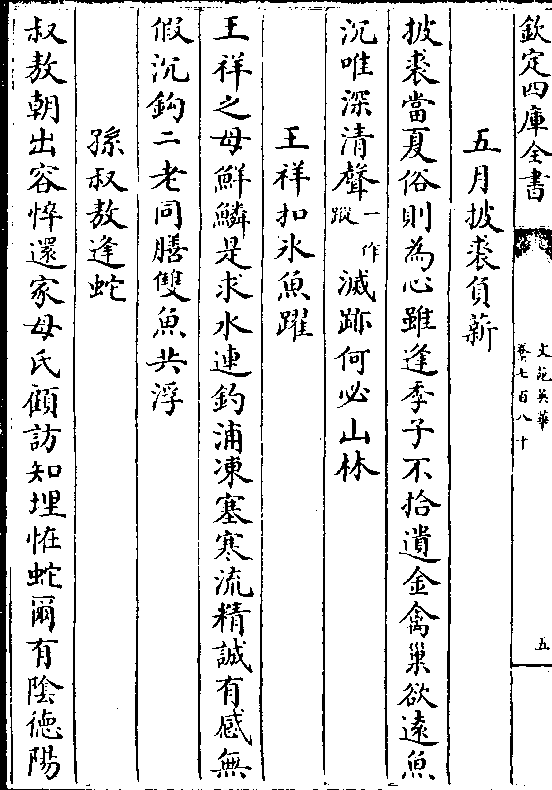 欽定四庫全書
文苑英華
卷七百八十
五
五月披裘負薪
披裘當夏俗則為心雖逢季子不拾遺金禽巢欲遠魚
沉唯深清聲一作蹤滅跡何必山林
王祥扣氷魚躍
王祥之母鮮鱗是求水連釣浦凍塞寒流精誠有感無
假沉鈎二老同膳雙魚共浮
孫叔敖逢蛇
叔敖朝出容悴還家母氏顧訪知埋恠蛇爾有陰德陽